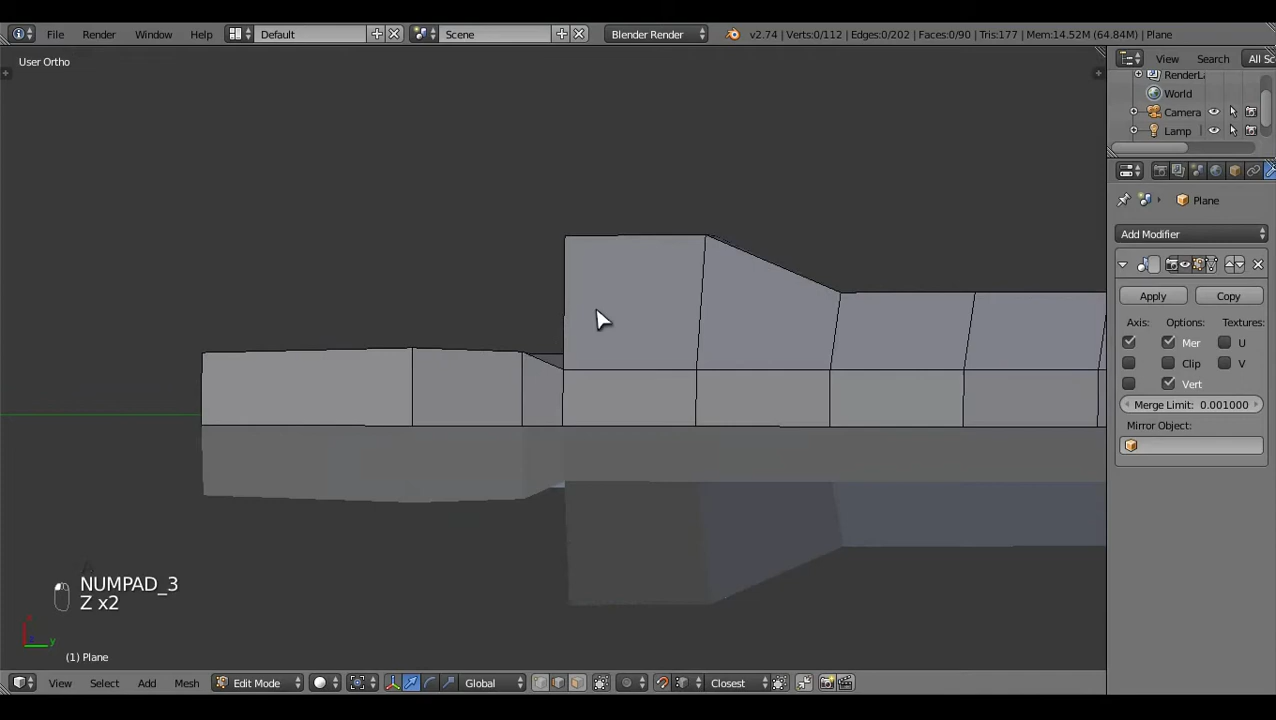 File Render Window Help Default Scene Blender Render v2.74 | Verts:0/112 | Edges:0/202 | Faces:0/90 | Tris:177 | Mem:14.52M (64.84M) | Plane
View Search All Sc
User Ortho
RenderLa
World
Camera
Lamp
Plane
Add Modifier
Apply Copy
Axis: Options: Textures:
Mer U
Clip V
Vert
Merge Limit: 0.001000
Mirror Object:
NUMPAD_3
Z x2
z y
(1) Plane
View Select Add Mesh Edit Mode Global Closest